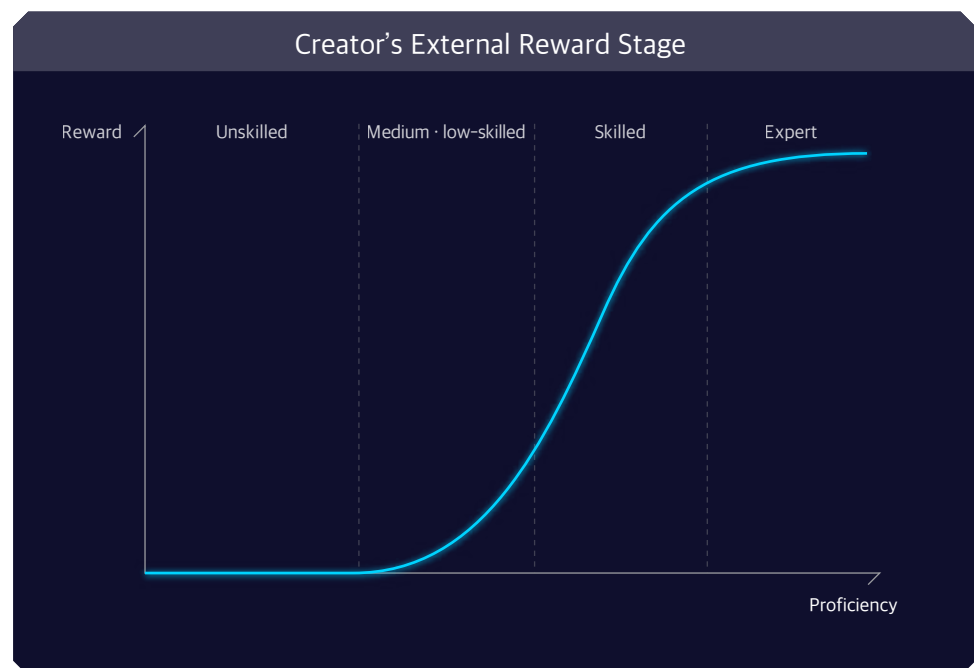 Creator’s External Reward Stage
Reward
Unskilled
Medium · low-skilled
Skilled
Expert
Proficiency